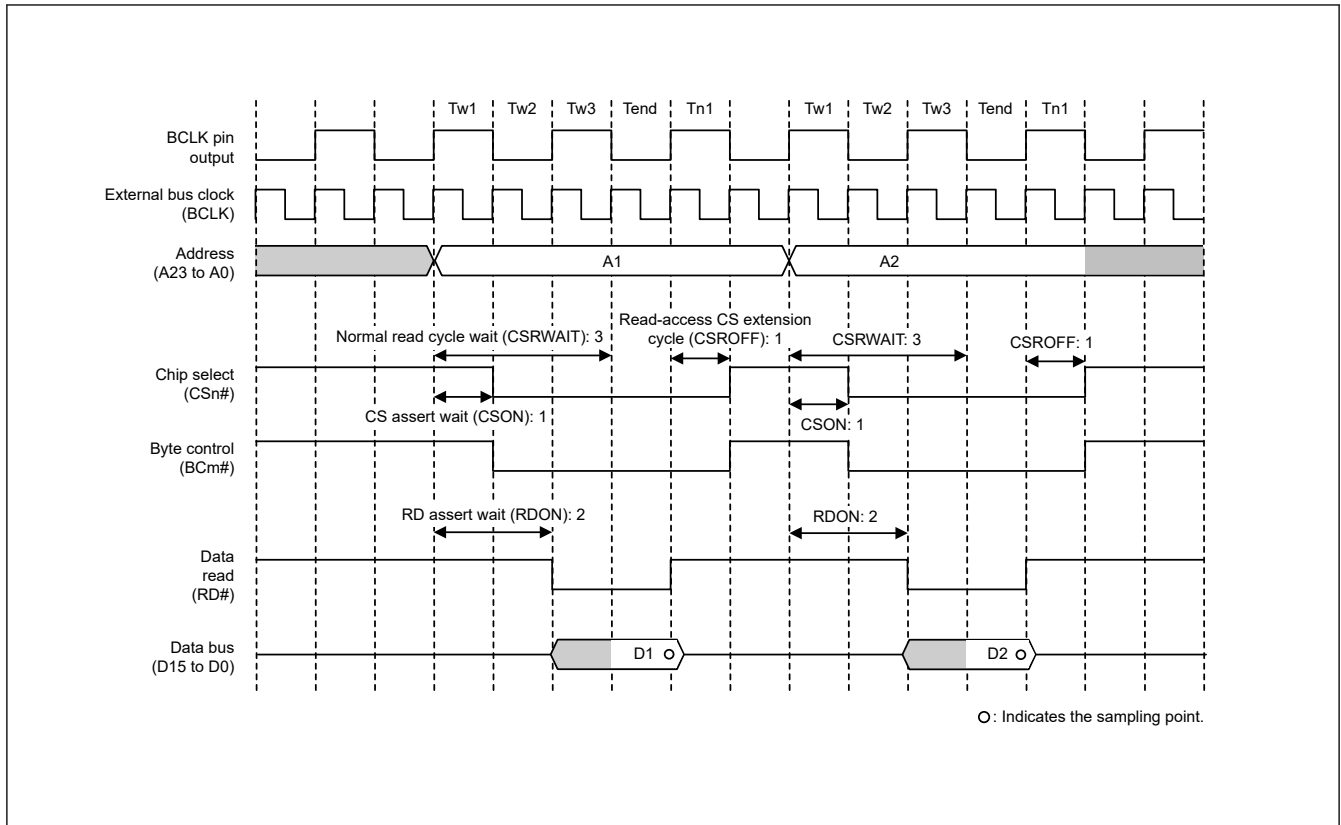 Tw1 Tw2 Tw3 Tend Tn1 Tw1 Tw2 Tw3 Tend Tn1
BCLK pin
output
External bus clock
(BCLK)
Address
(A23 to A0)
A1 A2
Normal read cycle wait (CSRWAIT): 3
Read-access CS extension
cycle (CSROFF): 1
CSRWAIT: 3
CSROFF: 1
Chip select
(CSn#)
CS assert wait (CSON): 1
CSON: 1
Byte control
(BCm#)
RD assert wait (RDON): 2
RDON: 2
Data
read
(RD#)
Data bus
(D15 to D0)
D1 D2
: Indicates the sampling point.